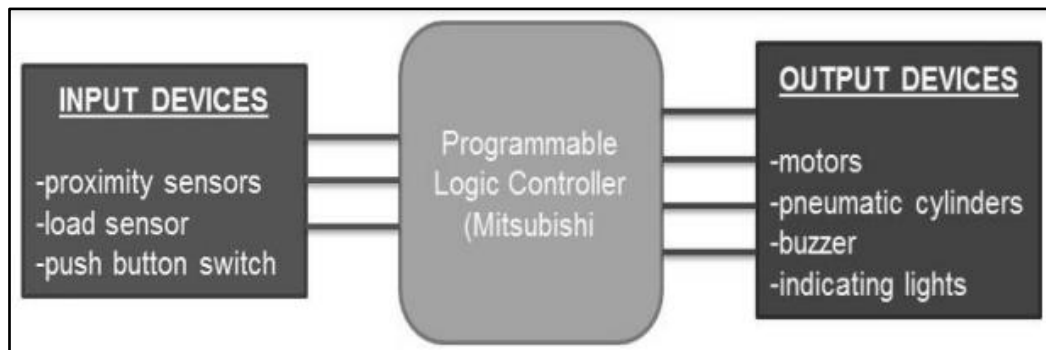 INPUT DEVICES
-proximity sensors
-load sensor
-push button switch
Programmable
Logic Controller
(Mitsubishi
OUTPUT DEVICES
-motors
-pneumatic cylinders
-buzzer
-indicating lights